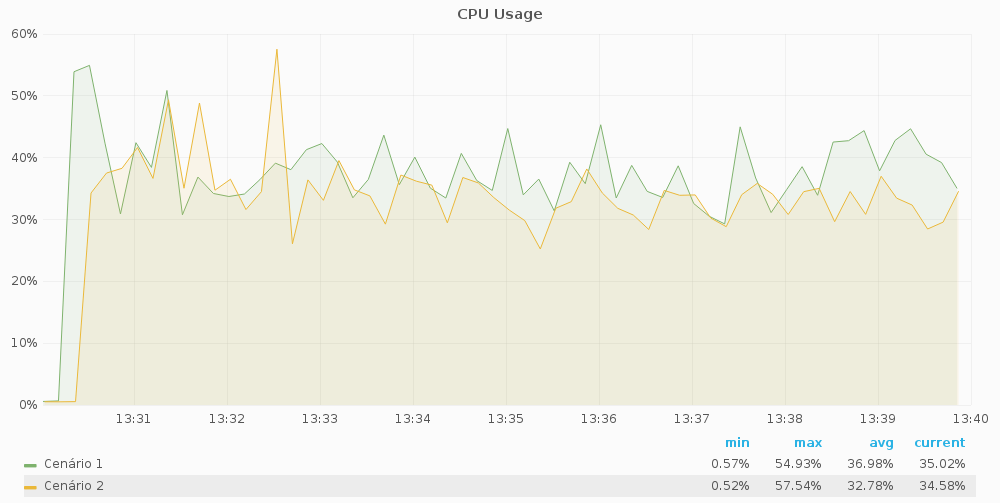 CPU Usage
60%
50%
40%
30%
20%
10%
0%
13:31 13:32 13:33 13:34 13:35 13:36 13:37 13:38 13:39 13:40
min max avg current
Cenário 1 0.57% 54.93% 36.98% 35.02%
Cenário 2 0.52% 57.54% 32.78% 34.58%